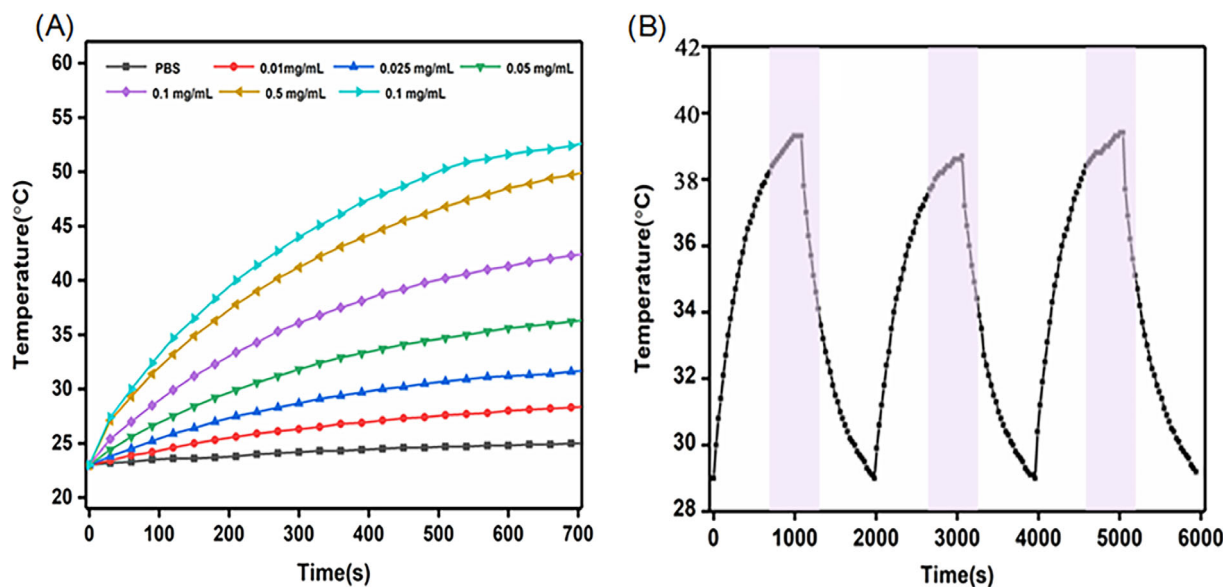 (A)
PBS 0.01mg/mL 0.025 mg/mL 0.05 mg/mL
0.1 mg/mL 0.5 mg/mL 0.1 mg/mL
Temperature(°C)
60
55
50
45
40
35
30
25
20
0 100 200 300 400 500 600 700
Time(s)
(B)
Temperature(°C)
42
40
38
36
34
32
30
28
0 1000 2000 3000 4000 5000 6000
Time(s)